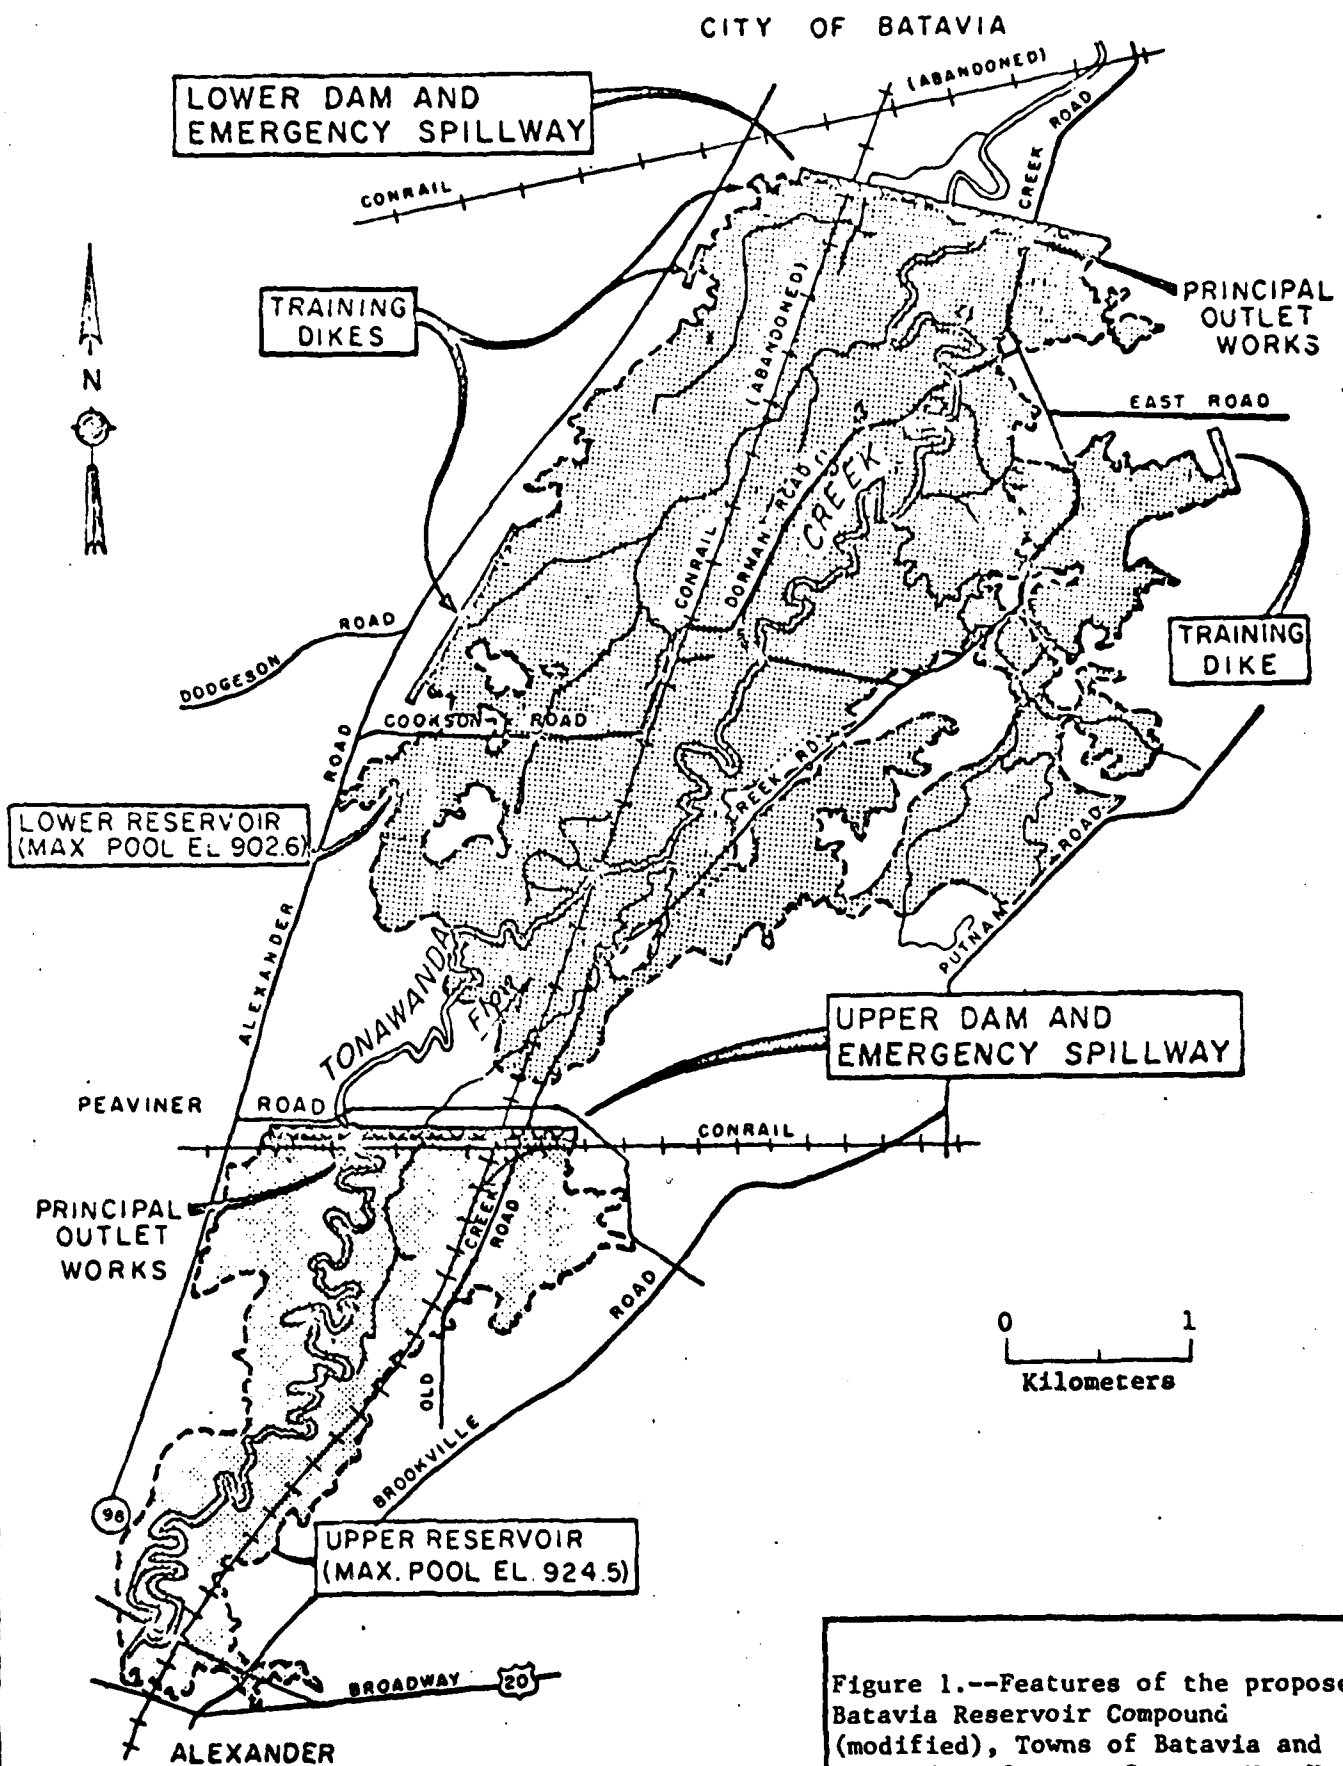 CITY OF BATAVIA
(ABANDONED)
LOWER DAM AND
EMERGENCY SPILLWAY
CONRAIL
CREEK ROAD
TRAINING
DIKES
N
(ABANDONED)
PRINCIPAL
OUTLET
WORKS
EAST ROAD
DORMAN ROAD
CREEK
CONRAIL
TRAINING
DIKE
DODGESON ROAD
COOKSON ROAD
ROAD
LOWER RESERVOIR
(MAX POOL EL 902.6)
REEK RD.
PUTNAM ROAD
ALEXANDER
TONAWANDA
UPPER DAM AND
EMERGENCY SPILLWAY
PEAVINER ROAD
CONRAIL
PRINCIPAL
OUTLET
WORKS
CREEK
ROAD
OLD
BROOKVILLE ROAD
0 1
Kilometers
98
UPPER RESERVOIR
(MAX. POOL EL. 924.5)
BROADWAY 20
ALEXANDER
Figure 1.--Features of the propose
Batavia Reservoir Compound
(modified), Towns of Batavia and